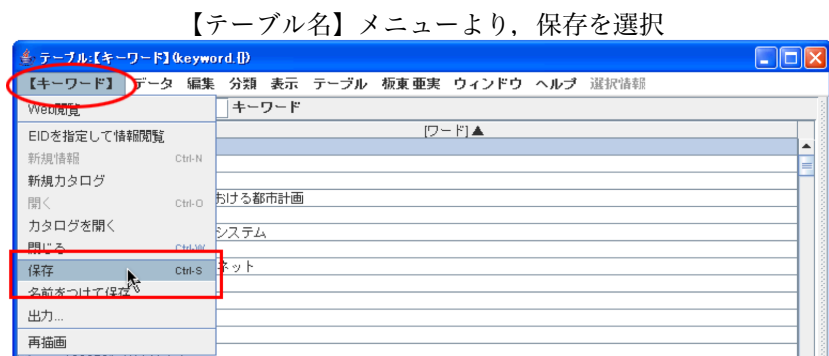 【テーブル名】メニューより，保存を選択
テーブル:【キーワード】(keyword.[])
【キーワード】 データ 編集 分類 表示 テーブル 板東 亜実 ウィンドウ ヘルプ 選択情報
Web閲覧
キーワード
EIDを指定して情報閲覧
[ワード]▲
新規情報 Ctrl-N
新規カタログ
開く Ctrl-O
おける都市計画
カタログを開く
システム
閉じる Ctrl-W
保存 Ctrl-S
ネット
名前をつけて保存
出力...
再描画